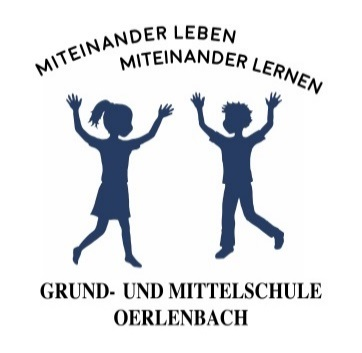 MITEINANDER LEBEN
MITEINANDER LERNEN
GRUND- UND MITTELSCHULE
OERLENBACH